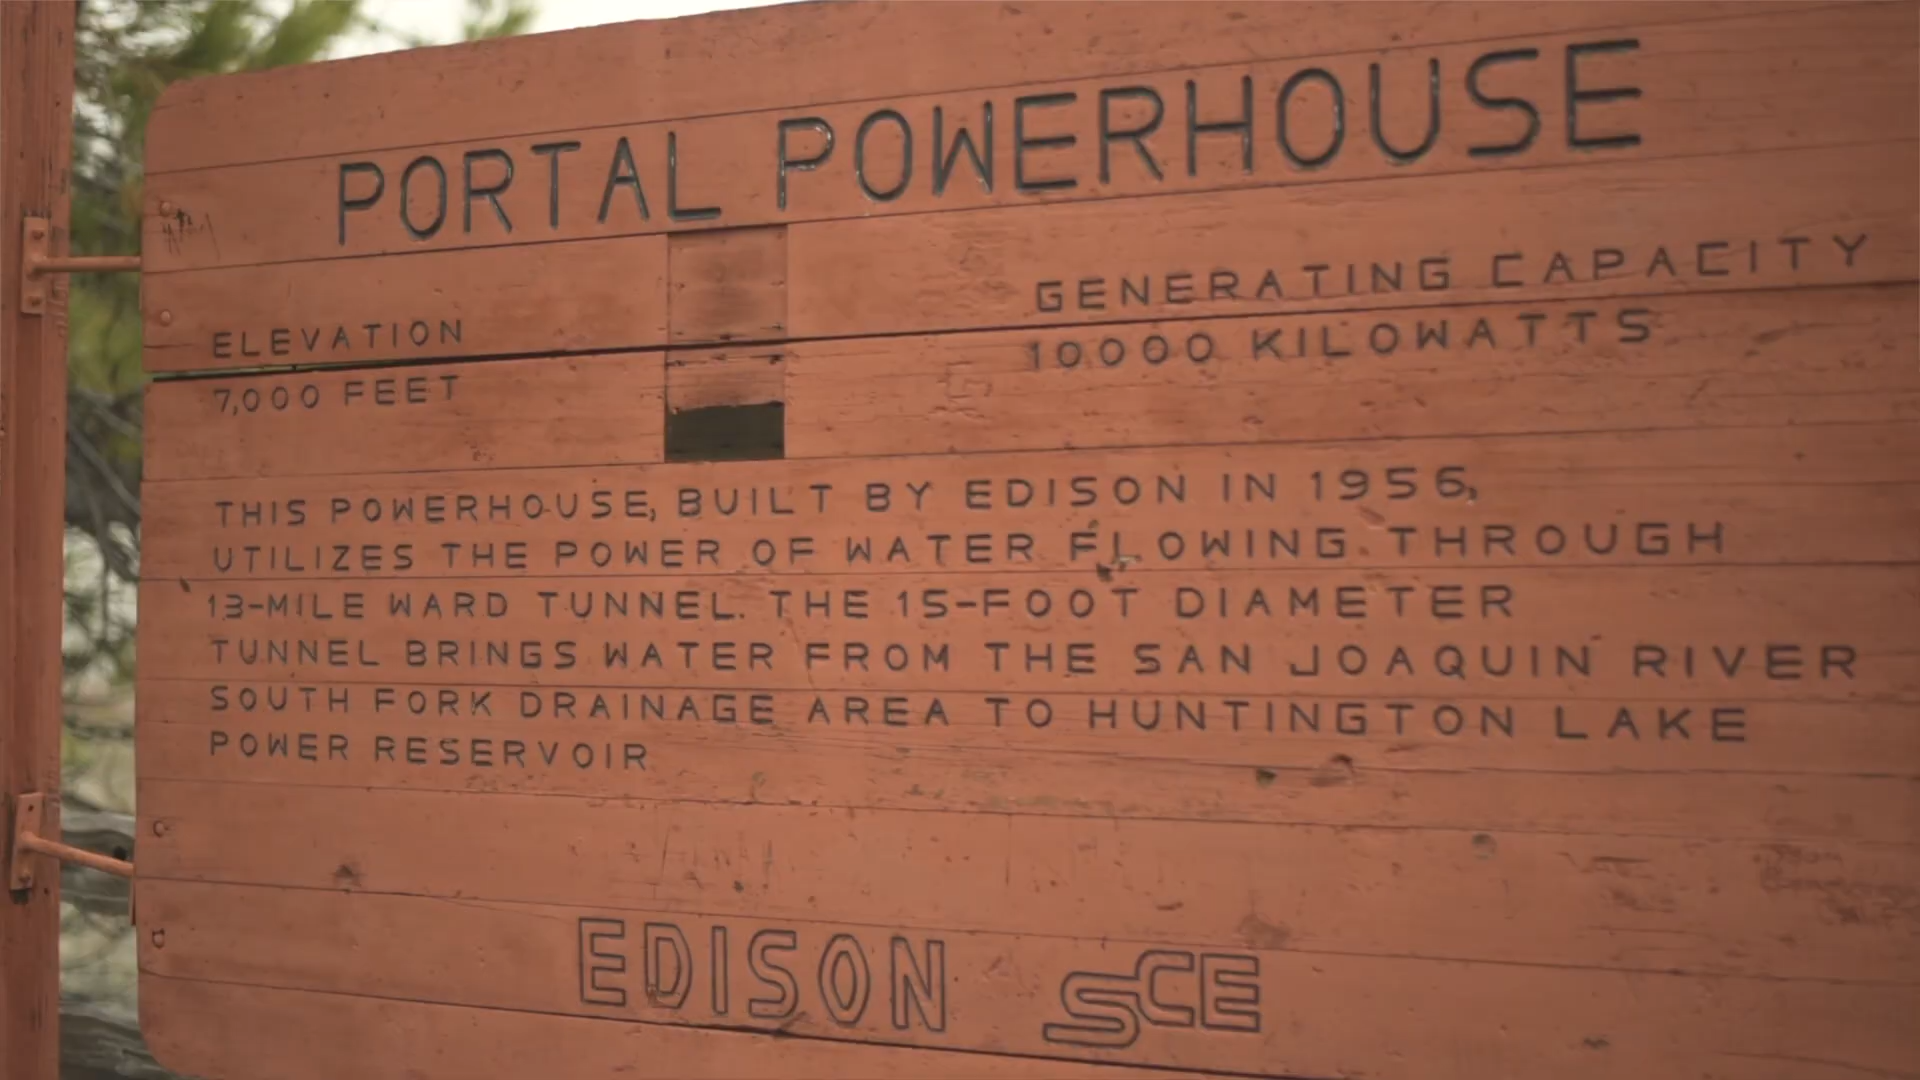 PORTAL POWERHOUSE
ELEVATION
7,000 FEET
GENERATING CAPACITY
10000 KILOWATTS
THIS POWERHOUSE, BUILT BY EDISON IN 1956,
UTILIZES THE POWER OF WATER FLOWING THROUGH
13-MILE WARD TUNNEL. THE 15-FOOT DIAMETER
TUNNEL BRINGS WATER FROM THE SAN JOAQUIN RIVER
SOUTH FORK DRAINAGE AREA TO HUNTINGTON LAKE
POWER RESERVOIR
EDISON SCE